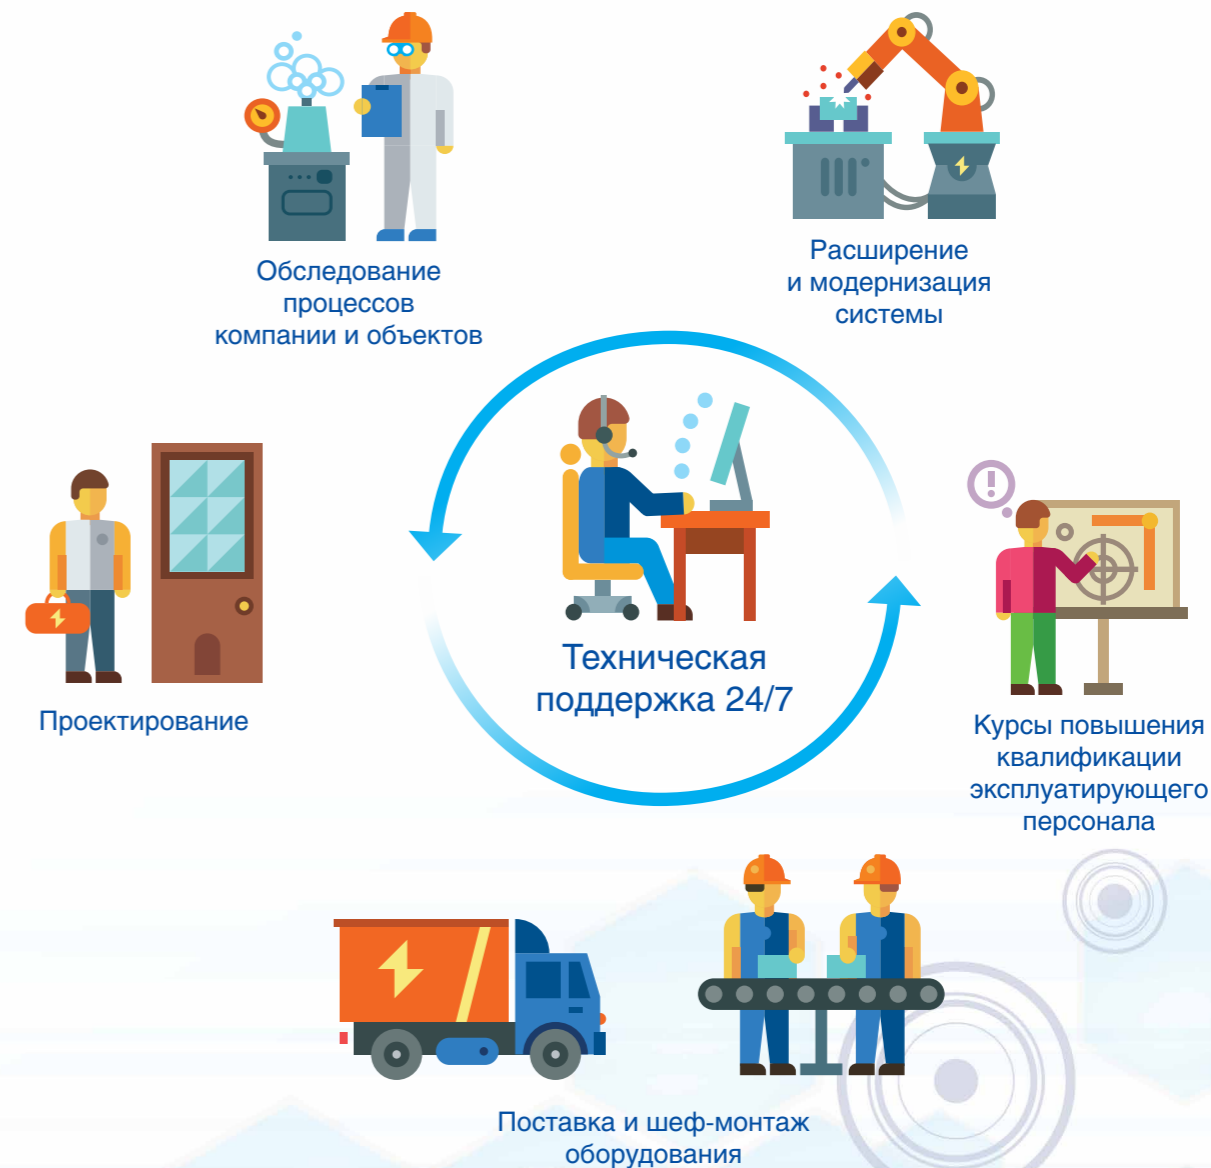 Обследование
процессов
компании и объектов
Расширение
и модернизация
системы
Техническая
поддержка 24/7
Проектирование
Курсы повышения
квалификации
эксплуатирующего
персонала
Поставка и шеф-монтаж
оборудования